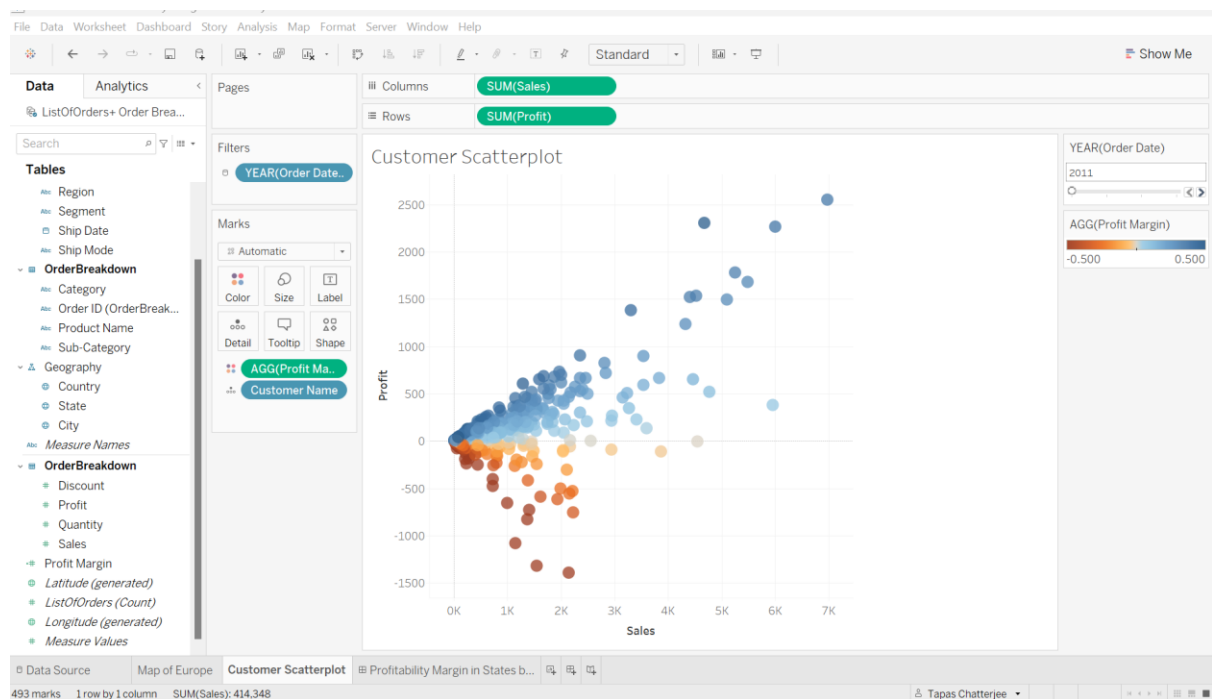 File Data Worksheet Dashboard Story Analysis Map Format Server Window Help
Standard
Show Me
Data Analytics
ListOfOrders+ Order Brea...
Search
Tables
Region
Segment
Ship Date
Ship Mode
OrderBreakdown
Category
Order ID (OrderBreak...
Product Name
Sub-Category
Geography
Country
State
City
Measure Names
OrderBreakdown
Discount
Profit
Quantity
Sales
Profit Margin
Latitude (generated)
ListOfOrders (Count)
Longitude (generated)
Measure Values
Pages
Filters
YEAR(Order Date..
Marks
Automatic
Color Size Label
Detail Tooltip Shape
AGG(Profit Ma..
Customer Name
Columns SUM(Sales)
Rows SUM(Profit)
Customer Scatterplot
Profit
2500
2000
1500
1000
500
0
-500
-1000
-1500
0K 1K 2K 3K 4K 5K 6K 7K
Sales
YEAR(Order Date)
2011
AGG(Profit Margin)
-0.500 0.500
Data Source Map of Europe Customer Scatterplot Profitability Margin in States b...
493 marks 1 row by 1 column SUM(Sales): 414,348 Tapas Chatterjee